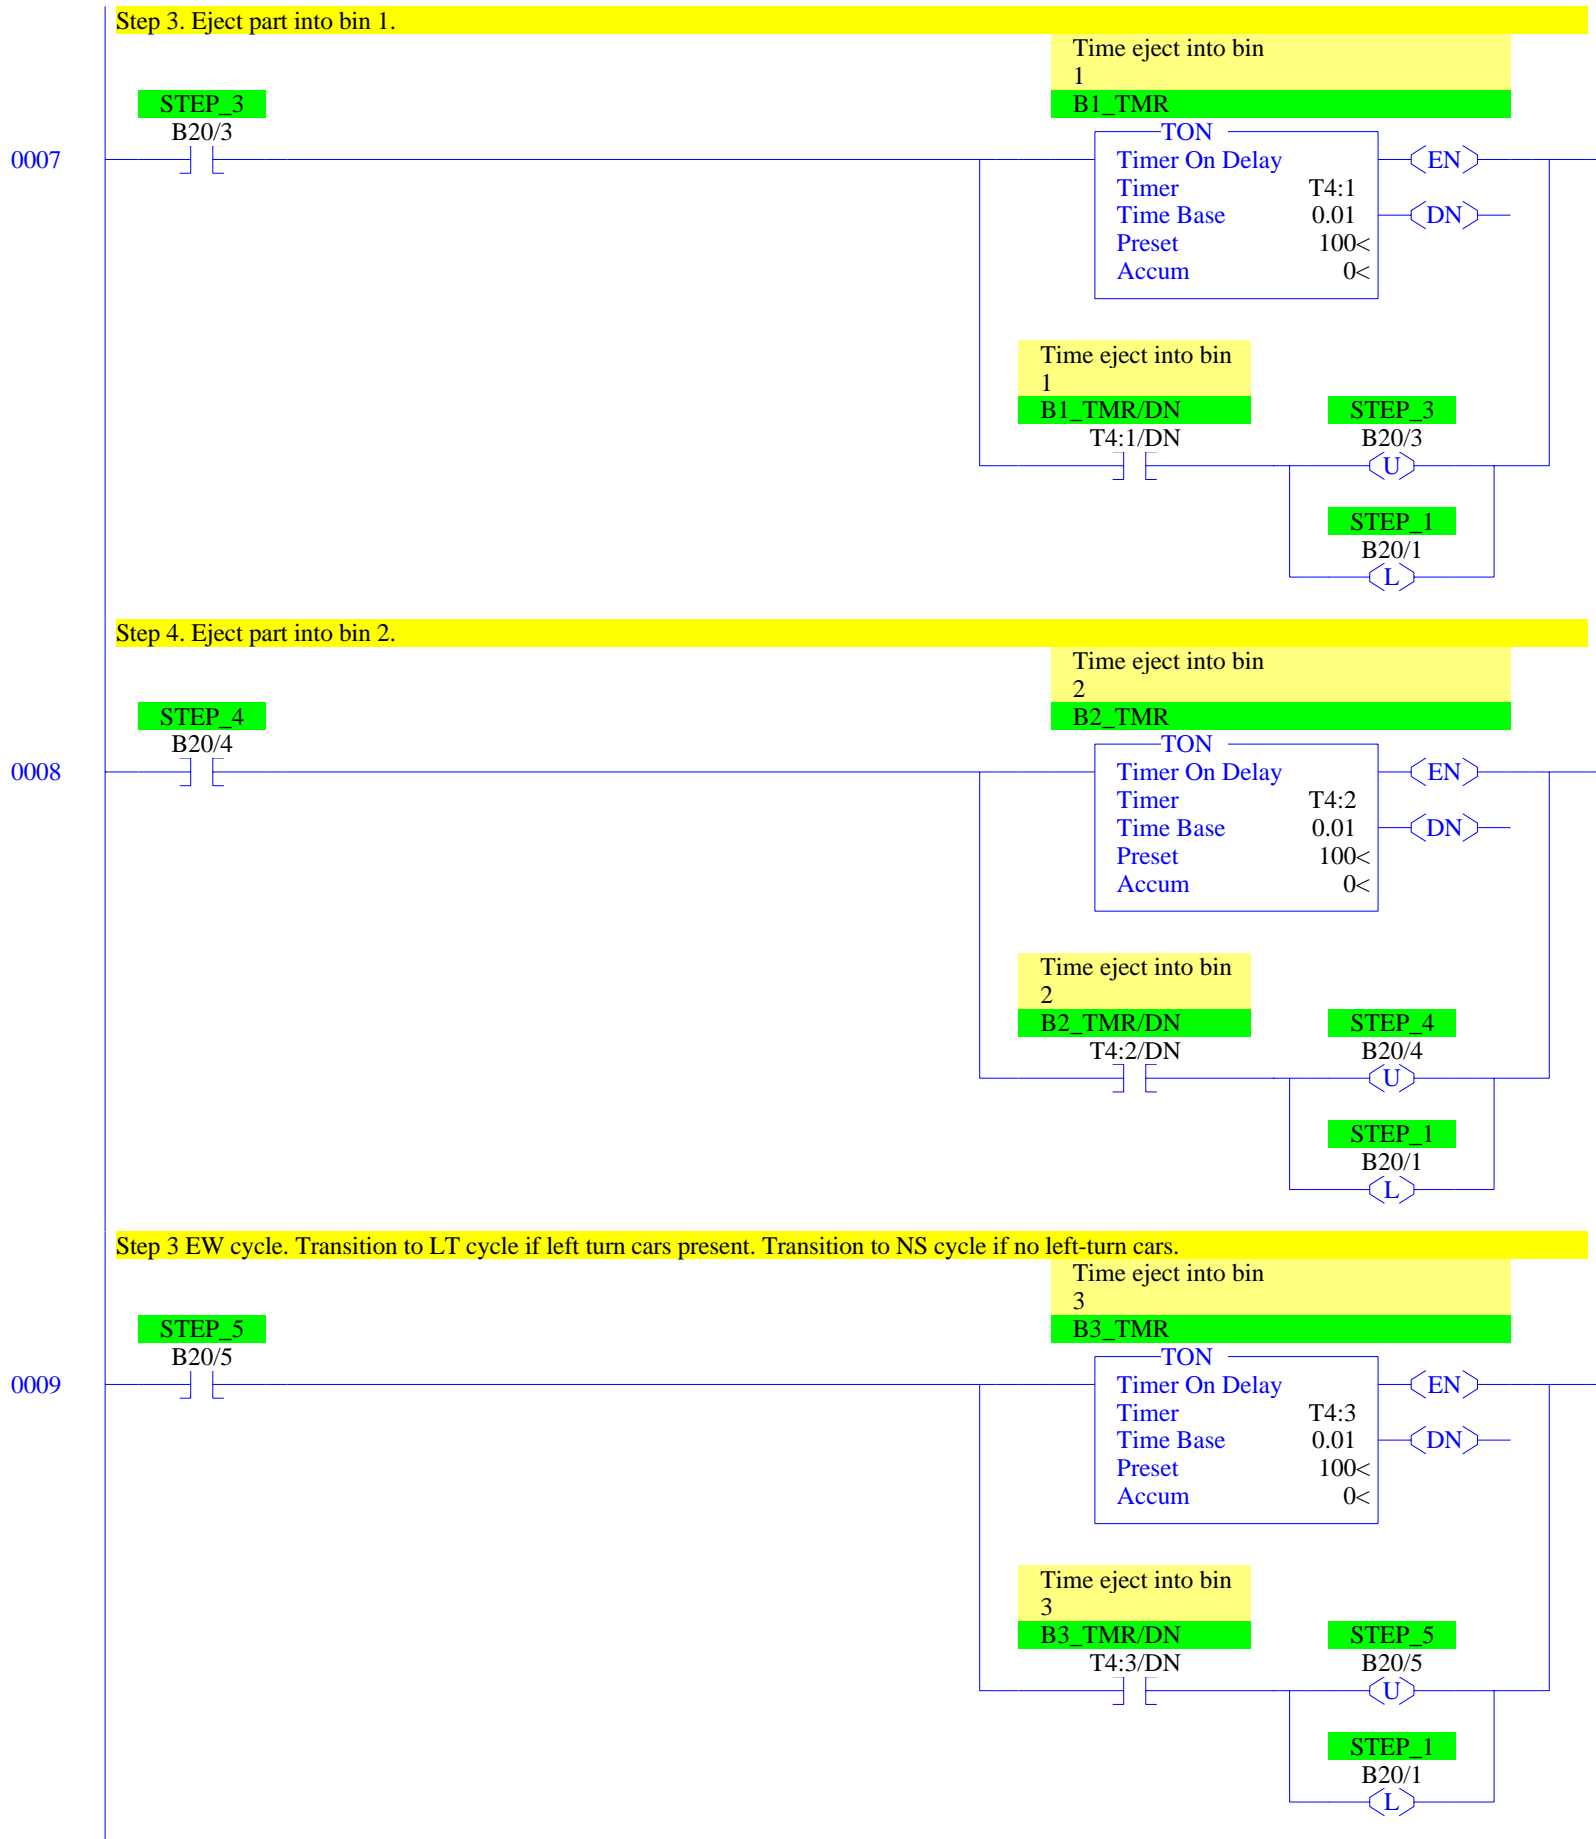 Step 3. Eject part into bin 1.
Time eject into bin
1
B1_TMR
STEP_3
B20/3
0007
TON
Timer On Delay
Timer T4:1
Time Base 0.01
Preset 100<
Accum 0<
EN
DN
Time eject into bin
1
B1_TMR/DN
T4:1/DN
STEP_3
B20/3
U
STEP_1
B20/1
L
Step 4. Eject part into bin 2.
Time eject into bin
2
B2_TMR
STEP_4
B20/4
0008
TON
Timer On Delay
Timer T4:2
Time Base 0.01
Preset 100<
Accum 0<
EN
DN
Time eject into bin
2
B2_TMR/DN
T4:2/DN
STEP_4
B20/4
U
STEP_1
B20/1
L
Step 3 EW cycle. Transition to LT cycle if left turn cars present. Transition to NS cycle if no left-turn cars.
Time eject into bin
3
B3_TMR
STEP_5
B20/5
0009
TON
Timer On Delay
Timer T4:3
Time Base 0.01
Preset 100<
Accum 0<
EN
DN
Time eject into bin
3
B3_TMR/DN
T4:3/DN
STEP_5
B20/5
U
STEP_1
B20/1
L